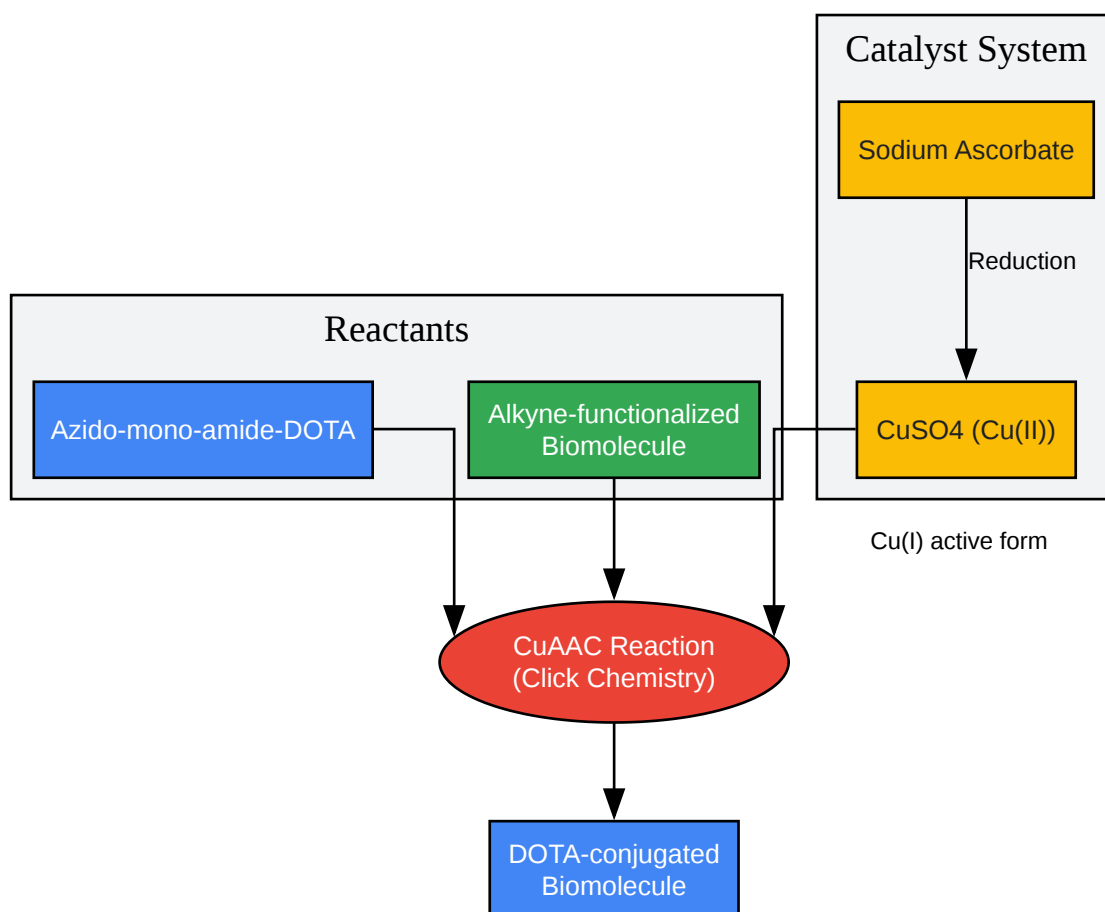 Catalyst System
Sodium Ascorbate
Reduction
Reactants
Azido-mono-amide-DOTA
Alkyne-functionalized
Biomolecule
CuSO4 (Cu(II))
Cu(I) active form
CuAAC Reaction
(Click Chemistry)
DOTA-conjugated
Biomolecule